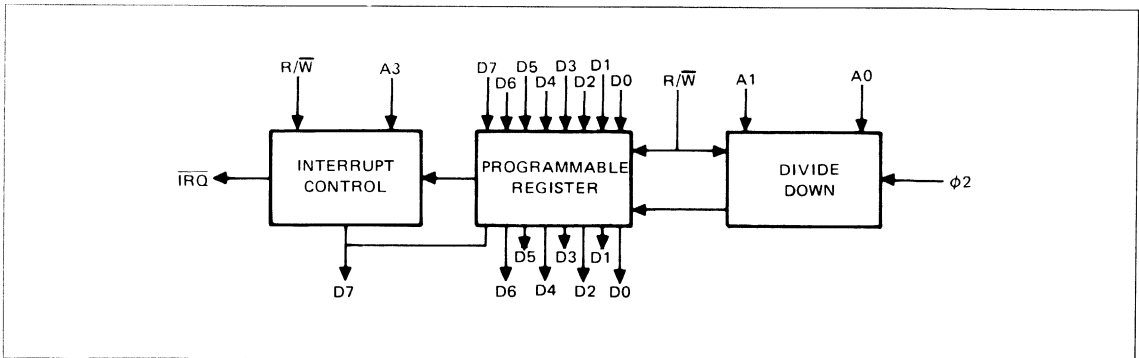 R/W̅ A3 D7 D6 D5 D4 D3 D2 D1 D0 R/W̅ A1 A0
INTERRUPT
CONTROL
PROGRAMMABLE
REGISTER
DIVIDE
DOWN
I̅R̅Q̅
φ2
D7 D6 D5 D4 D3 D2 D1 D0